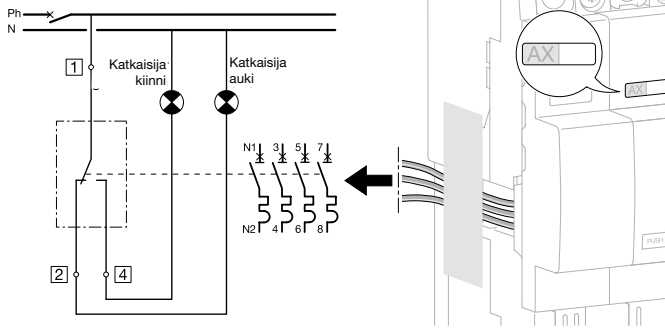 Ph
N
1
Katkaisija
kiinni
Katkaisija
auki
N1 3 5 7
N2 4 6 8
2 4
AX
AX
PUSH